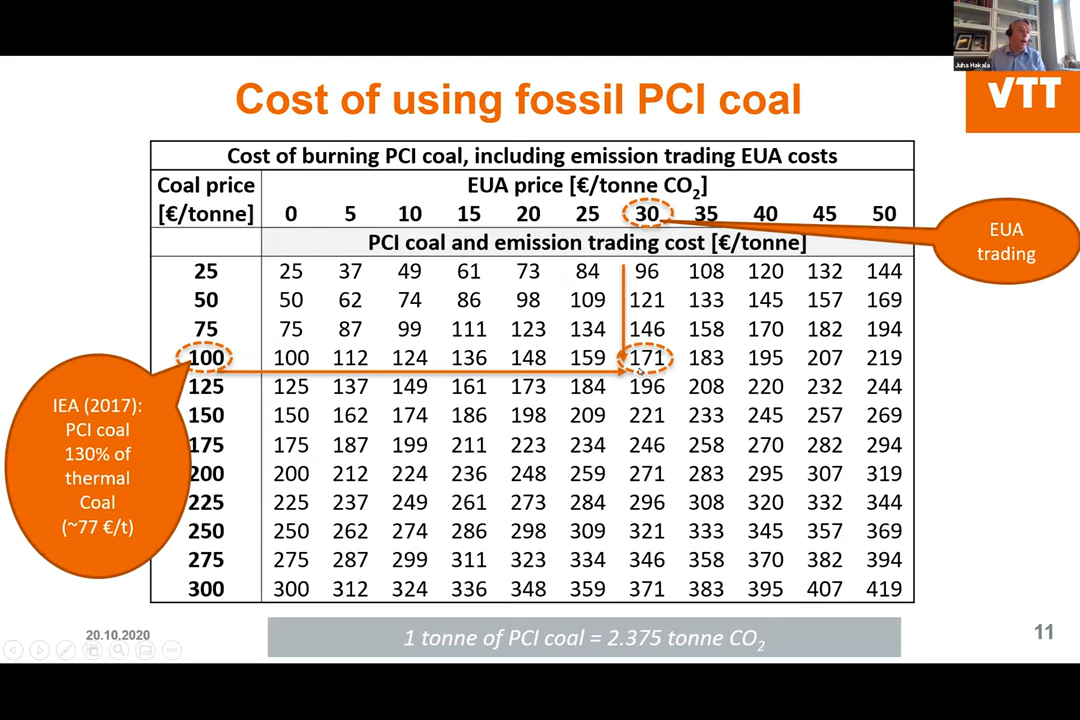 Juha Hakala
VTT
Cost of using fossil PCI coal
Cost of burning PCI coal, including emission trading EUA costs
Coal price EUA price [€/tonne CO₂]
[€/tonne] 0 5 10 15 20 25 30 35 40 45 50
PCI coal and emission trading cost [€/tonne]
25 25 37 49 61 73 84 96 108 120 132 144
50 50 62 74 86 98 109 121 133 145 157 169
75 75 87 99 111 123 134 146 158 170 182 194
100 100 112 124 136 148 159 171 183 195 207 219
125 125 137 149 161 173 184 196 208 220 232 244
150 150 162 174 186 198 209 221 233 245 257 269
175 175 187 199 211 223 234 246 258 270 282 294
200 200 212 224 236 248 259 271 283 295 307 319
225 225 237 249 261 273 284 296 308 320 332 344
250 250 262 274 286 298 309 321 333 345 357 369
275 275 287 299 311 323 334 346 358 370 382 394
300 300 312 324 336 348 359 371 383 395 407 419
EUA
trading
IEA (2017):
PCI coal
130% of
thermal
Coal
(~77 €/t)
20.10.2020
1 tonne of PCI coal = 2.375 tonne CO₂
11